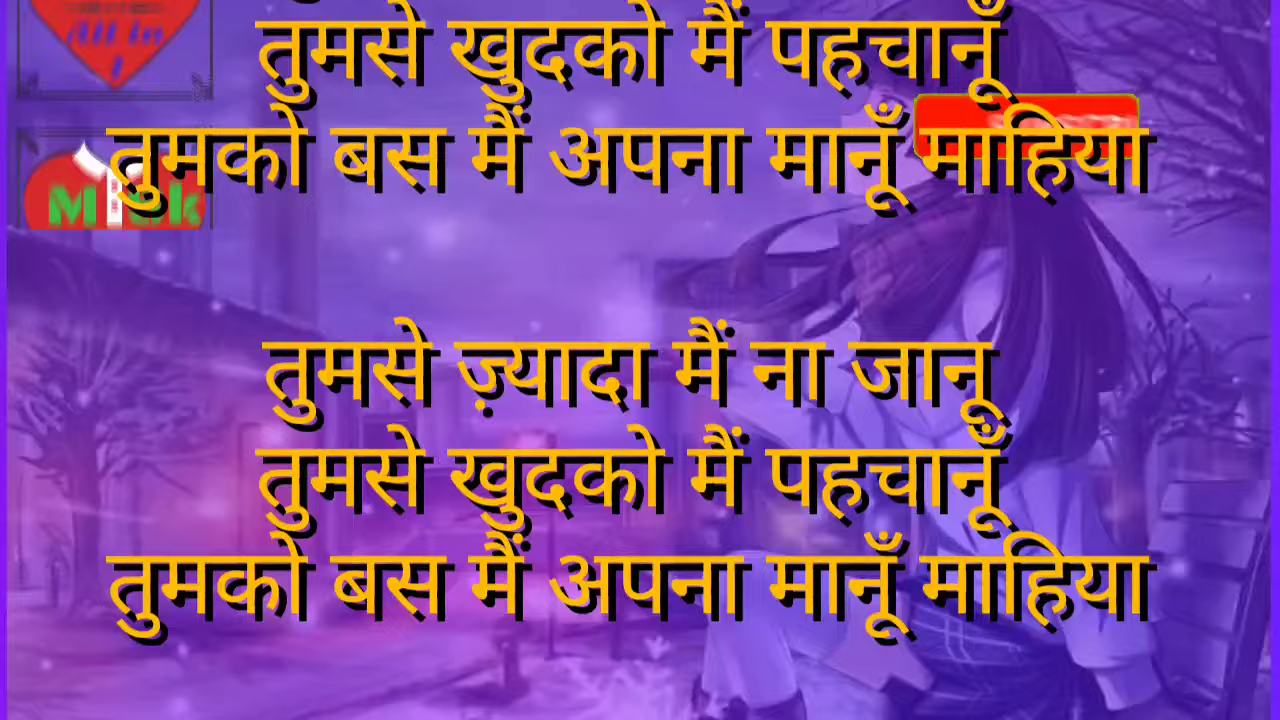 तुमसे खुदको मैं पहचानूँ
तुमको बस मैं अपना मानूँ माहिया
तुमसे ज़्यादा मैं ना जानू
तुमसे खुदको मैं पहचानूँ
तुमको बस मैं अपना मानूँ माहिया